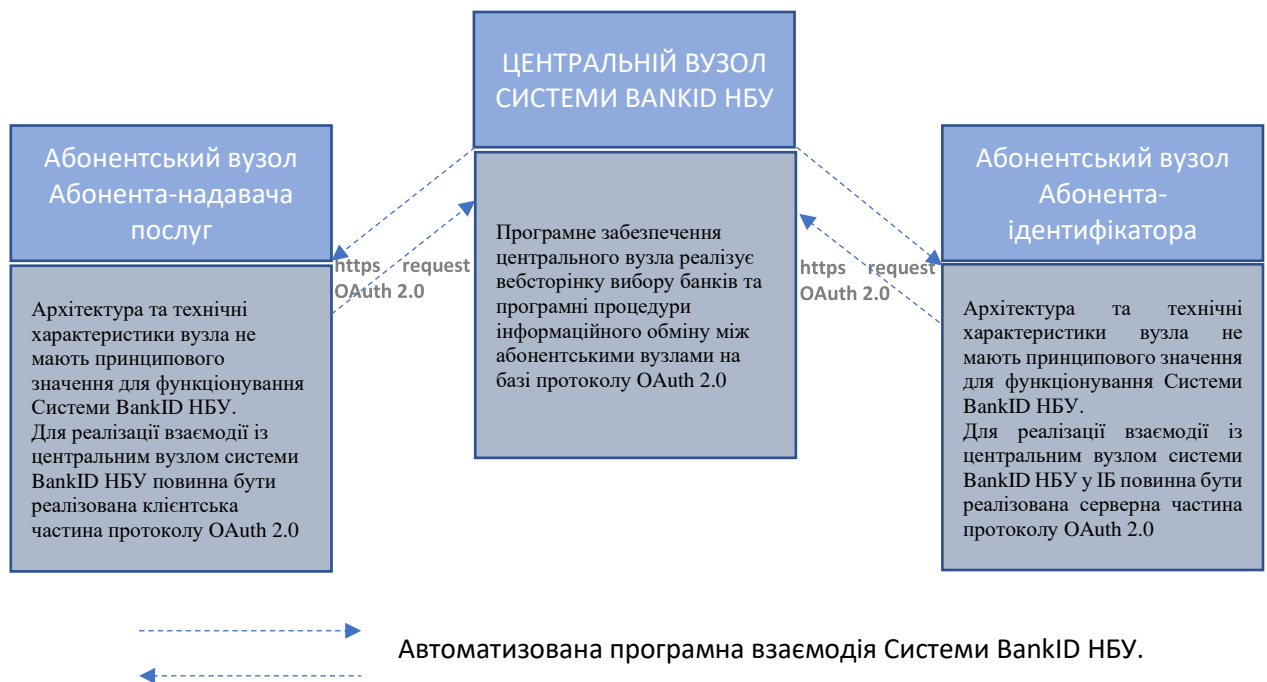 ЦЕНТРАЛЬНІЙ ВУЗОЛ
СИСТЕМИ BANKID НБУ
Абонентський вузол
Абонента-надавача
послуг
Абонентський вузол
Абонента-
ідентифікатора
Програмне забезпечення
центрального вузла реалізує
вебсторінку вибору банків та
програмні процедури
інформаційного обміну між
абонентськими вузлами на
базі протоколу OAuth 2.0
https request
OAuth 2.0
https request
OAuth 2.0
Архітектура та технічні
характеристики вузла не
мають принципового
значення для функціонування
Системи BankID НБУ.
Для реалізації взаємодії із
центральним вузлом системи
BankID НБУ повинна бути
реалізована клієнтська
частина протоколу OAuth 2.0
Архітектура та технічні
характеристики вузла не
мають принципового значення
для функціонування Системи
BankID НБУ.
Для реалізації взаємодії із
центральним вузлом системи
BankID НБУ у ІБ повинна бути
реалізована серверна частина
протоколу OAuth 2.0
Автоматизована програмна взаємодія Системи BankID НБУ.